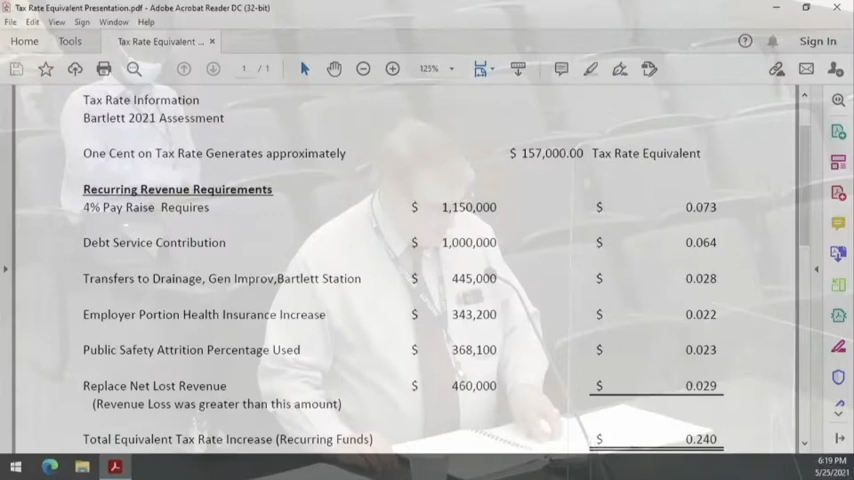 Tax Rate Equivalent Presentation.pdf - Adobe Acrobat Reader DC (32-bit)
File Edit View Sign Window Help
Home Tools Tax Rate Equivalent ... × Sign In
1 / 1 125%
Tax Rate Information
Bartlett 2021 Assessment
One Cent on Tax Rate Generates approximately $ 157,000.00 Tax Rate Equivalent
Recurring Revenue Requirements
4% Pay Raise Requires $ 1,150,000 $ 0.073
Debt Service Contribution $ 1,000,000 $ 0.064
Transfers to Drainage, Gen Improv,Bartlett Station $ 445,000 $ 0.028
Employer Portion Health Insurance Increase $ 343,200 $ 0.022
Public Safety Attrition Percentage Used $ 368,100 $ 0.023
Replace Net Lost Revenue $ 460,000 $ 0.029
(Revenue Loss was greater than this amount)
Total Equivalent Tax Rate Increase (Recurring Funds) $ 0.240
6:19 PM
5/25/2021